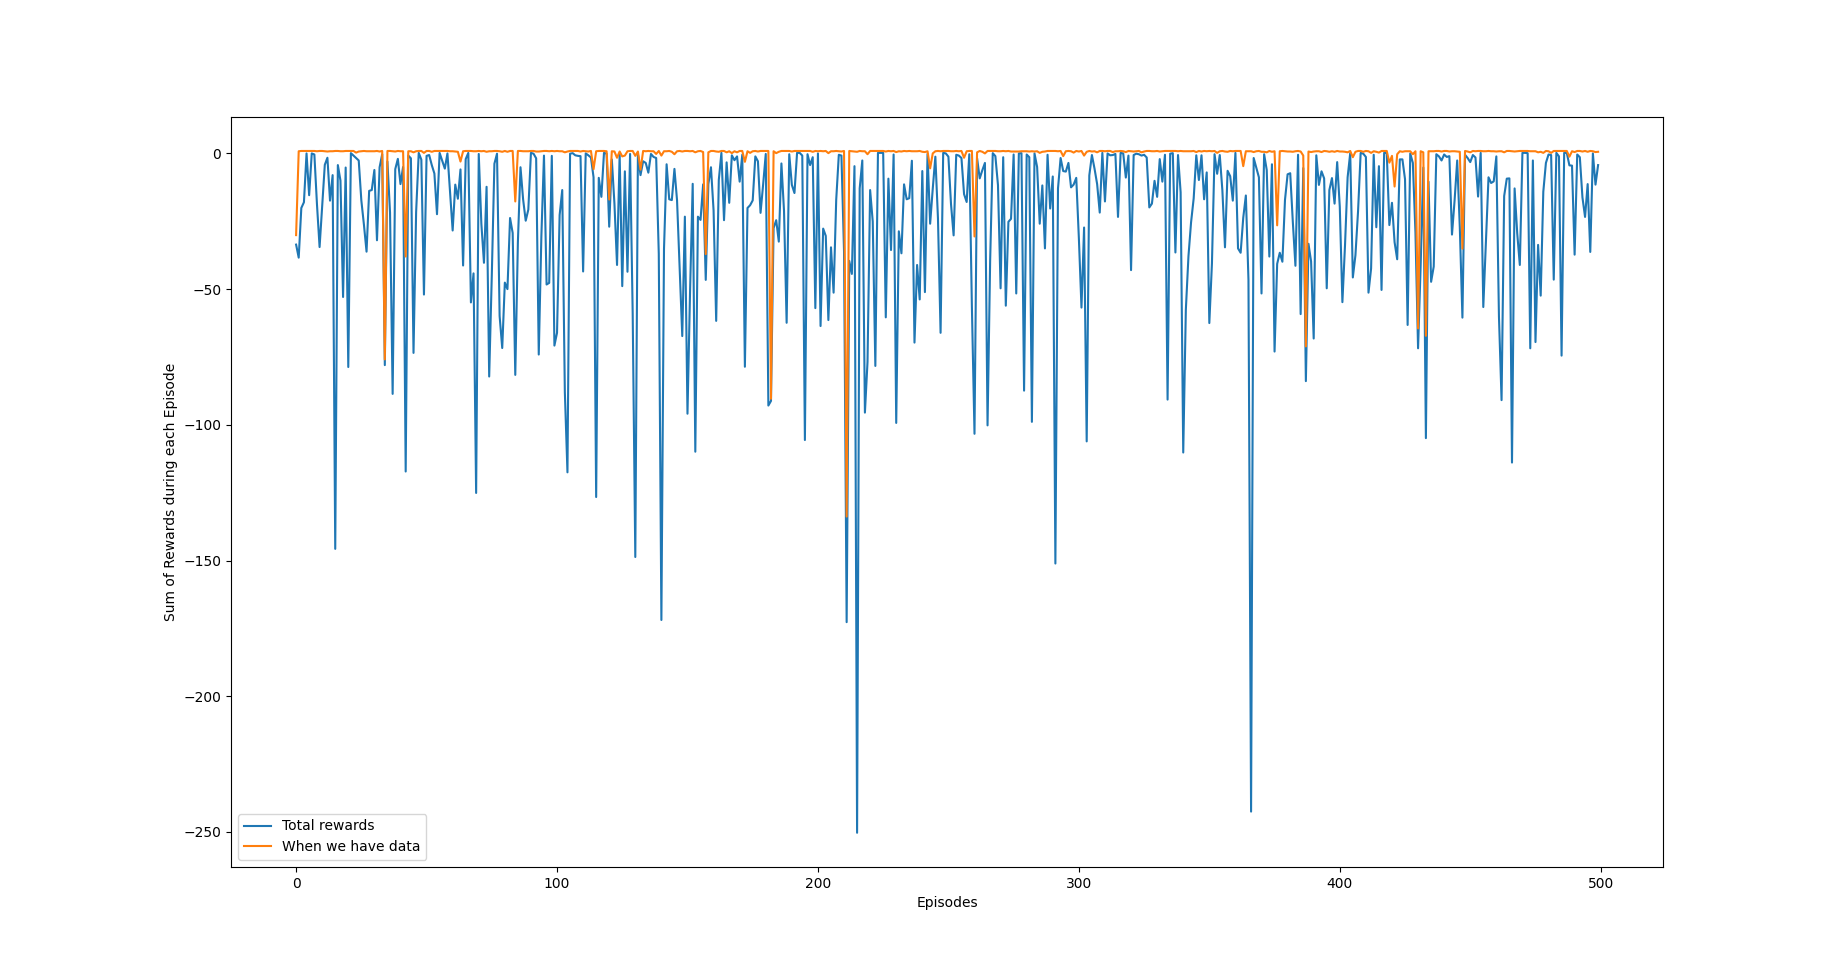 0
−50
−100
−150
−200
−250
Sum of Rewards during each Episode
Total rewards
When we have data
0 100 200 300 400 500
Episodes